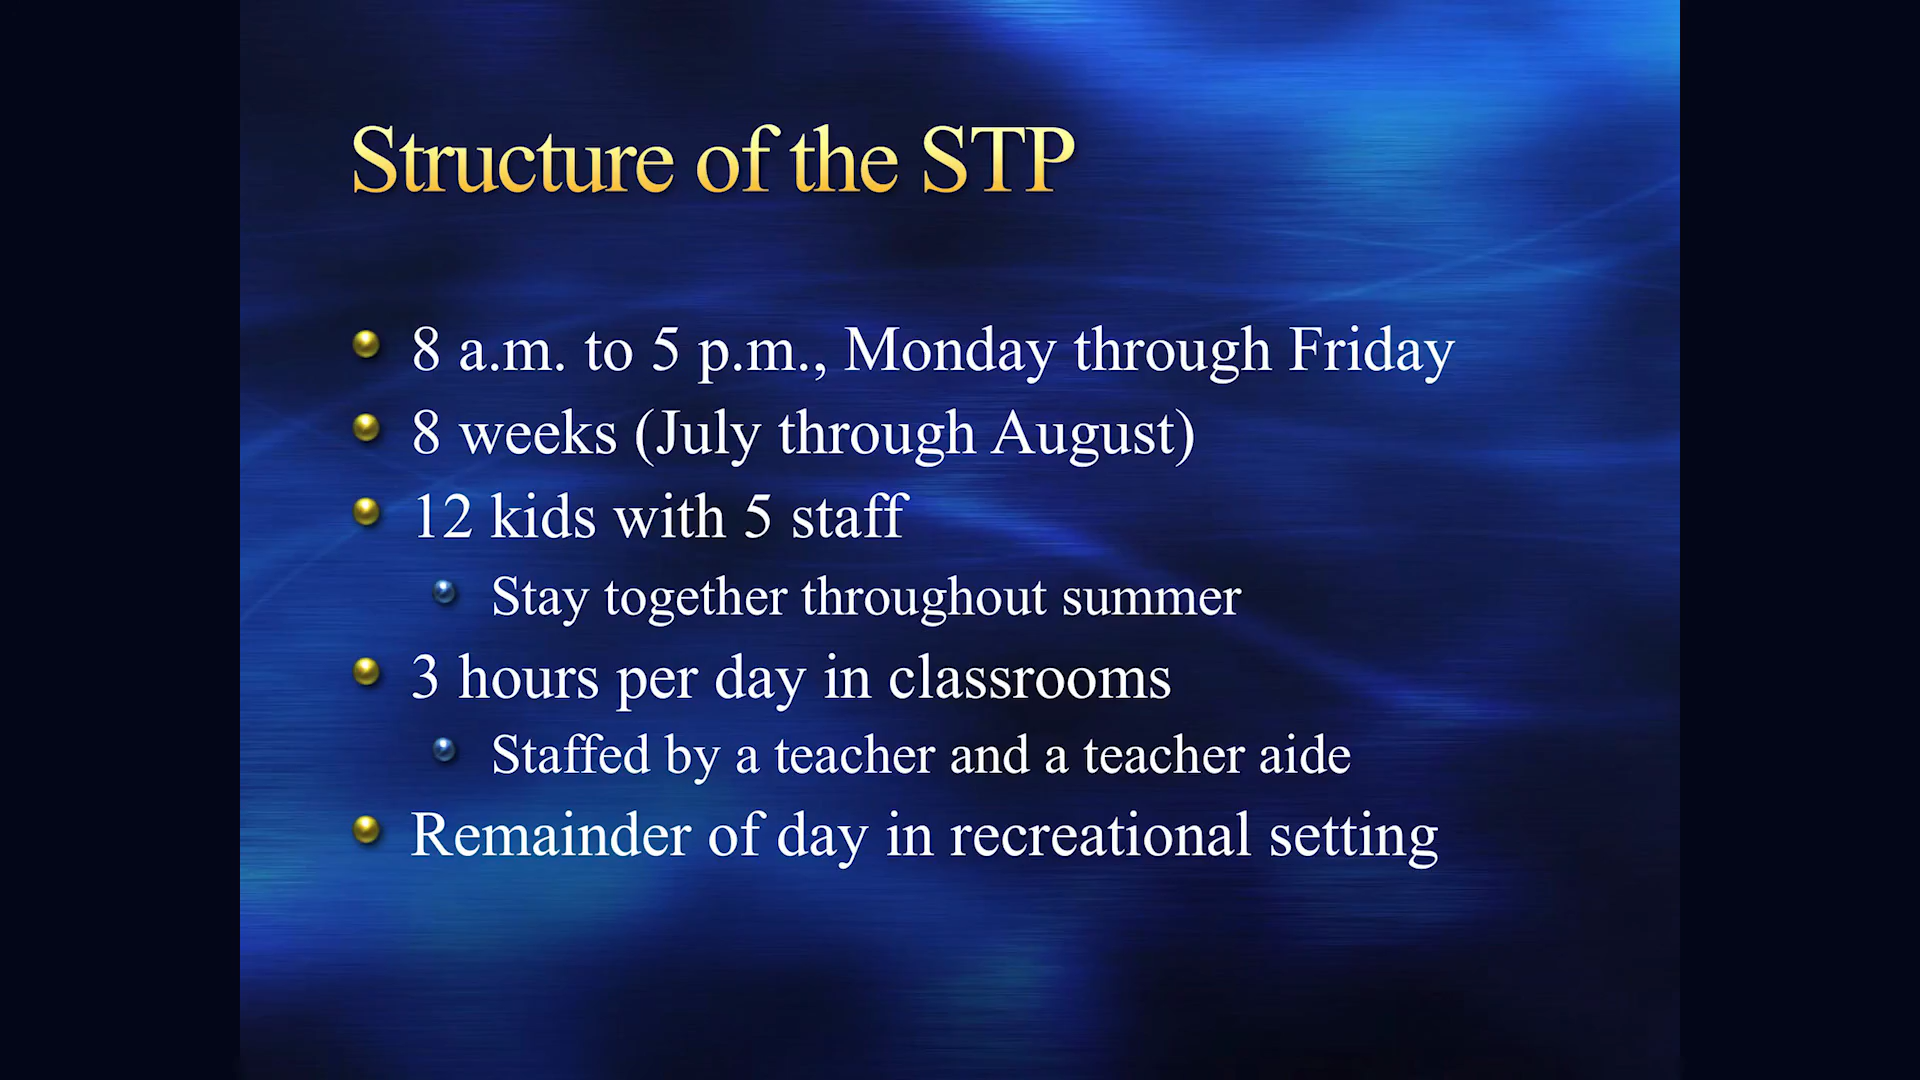 Structure of the STP
8 a.m. to 5 p.m., Monday through Friday
8 weeks (July through August)
12 kids with 5 staff
Stay together throughout summer
3 hours per day in classrooms
Staffed by a teacher and a teacher aide
Remainder of day in recreational setting